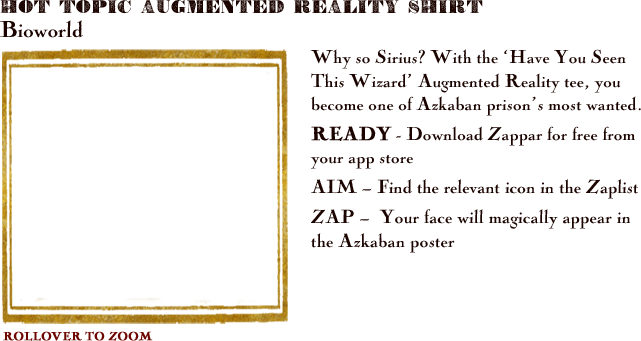 HOT TOPIC AUGMENTED REALITY SHIRT
Bioworld
Why so Sirius? With the ‘Have You Seen
This Wizard’ Augmented Reality tee, you
become one of Azkaban prison’s most wanted.
READY - Download Zappar for free from
your app store
AIM – Find the relevant icon in the Zaplist
ZAP – Your face will magically appear in
the Azkaban poster
ROLLOVER TO ZOOM